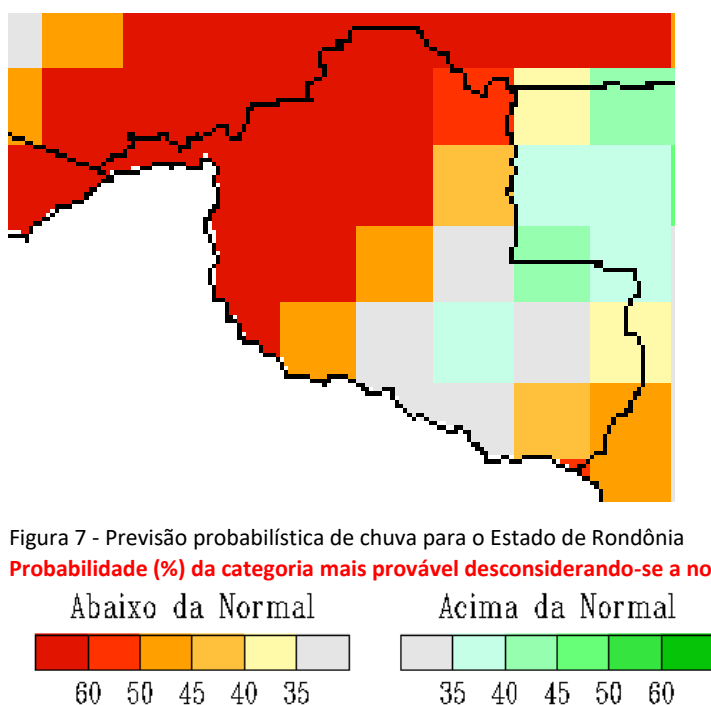 Figura 7 - Previsão probabilística de chuva para o Estado de Rondônia
Probabilidade (%) da categoria mais provável desconsiderando-se a no
Abaixo da Normal Acima da Normal
60 50 45 40 35 35 40 45 50 60